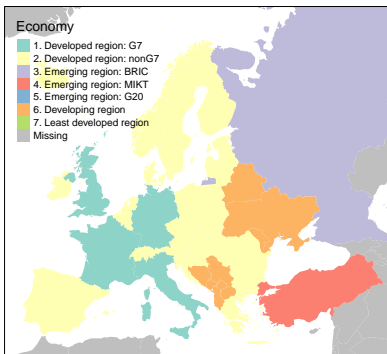 Economy
1. Developed region: G7
2. Developed region: nonG7
3. Emerging region: BRIC
4. Emerging region: MIKT
5. Emerging region: G20
6. Developing region
7. Least developed region
Missing